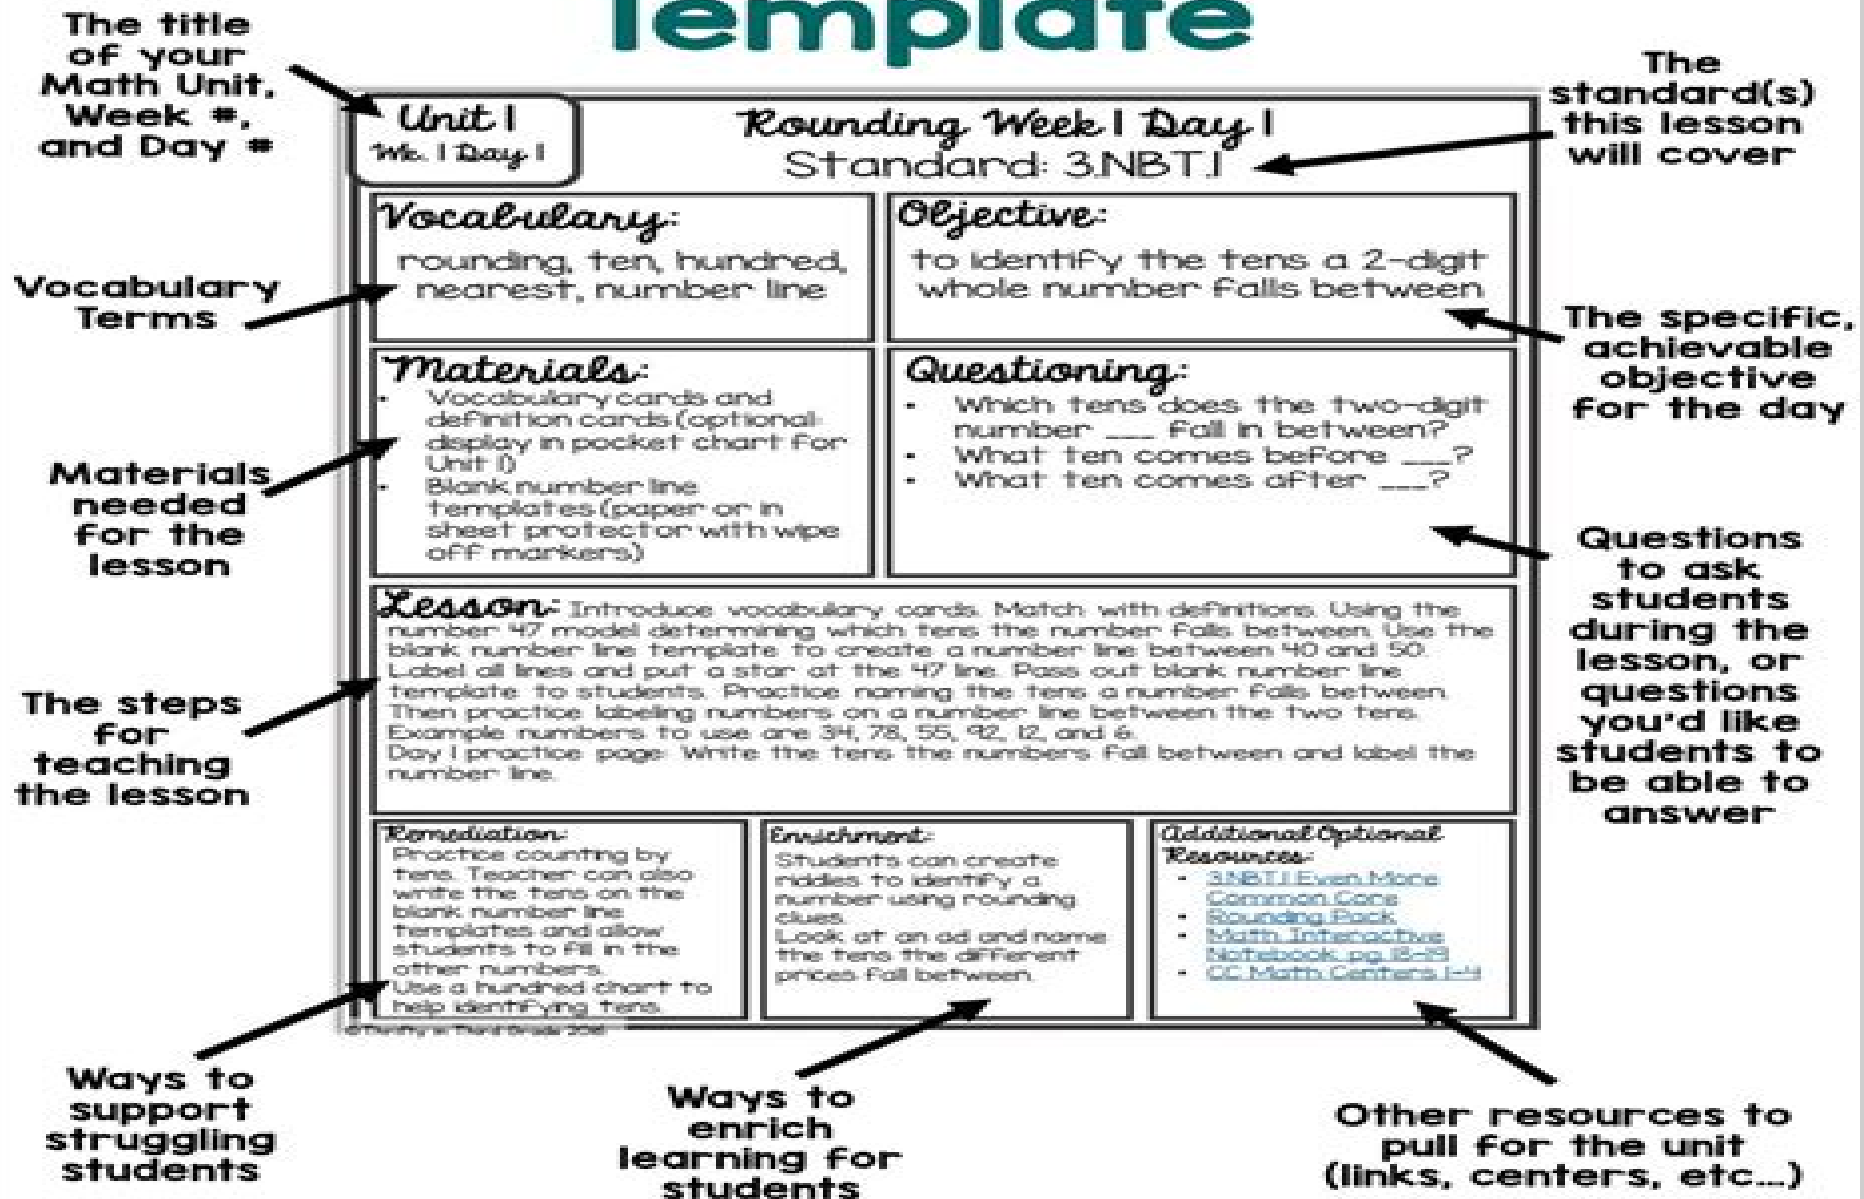 Template
The title
of your
Math Unit,
Week #,
and Day #
The
standard(s)
this lesson
will cover
Unit 1
Wk. 1 Day 1
Rounding Week 1 Day 1
Standard: 3.NBT.1
Vocabulary:
rounding, ten, hundred,
nearest, number line
Objective:
to identify the tens a 2-digit
whole number falls between
Vocabulary
Terms
The specific,
achievable
objective
for the day
Materials:
• Vocabulary cards and
definition cards (optional-
display in pocket chart for
Unit 1)
• Blank number line
templates (paper or in
sheet protector with wipe
off markers)
Questioning:
• Which tens does the two-digit
number ___ fall in between?
• What ten comes before ___?
• What ten comes after ___?
Materials
needed
for the
lesson
Questions
to ask
students
during the
lesson, or
questions
you'd like
students to
be able to
answer
Lesson: Introduce vocabulary cards. Match with definitions. Using the
number 47 model determining which tens the number falls between. Use the
blank number line template to create a number line between 40 and 50.
Label all lines and put a star at the 47 line. Pass out blank number line
template to students. Practice naming the tens a number falls between.
Then practice labeling numbers on a number line between the two tens.
Example numbers to use are 34, 78, 55, 92, 12, and 6.
Day 1 practice page: Write the tens the numbers fall between and label the
number line.
The steps
for
teaching
the lesson
Remediation:
Practice counting by
tens. Teacher can also
write the tens on the
blank number line
templates and allow
students to fill in the
other numbers.
Use a hundred chart to
help identifying tens.
Enrichment:
Students can create
riddles to identify a
number using rounding
clues.
Look at an ad and name
the tens the different
prices fall between.
Additional Optional
Resources:
• 3.NBT.1 Even More
Common Core
• Rounding Pack
• Math Interactive
Notebook pg 18-19
• CC Math Centers 1-4
©Thrifty in Third Grade 2016
Ways to
support
struggling
students
Ways to
enrich
learning for
students
Other resources to
pull for the unit
(links, centers, etc...)